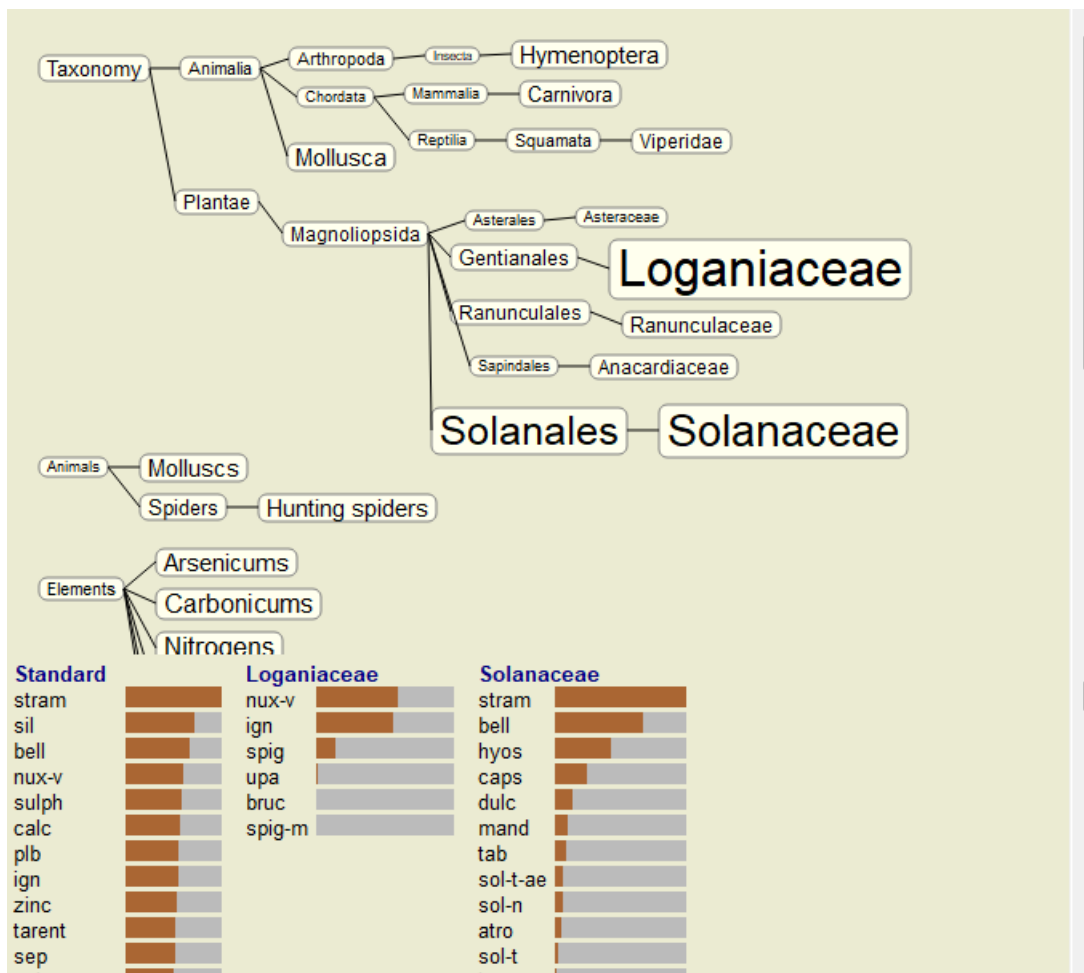 Taxonomy
Animalia
Arthropoda
Insecta
Hymenoptera
Chordata
Mammalia
Carnivora
Reptilia
Squamata
Viperidae
Mollusca
Plantae
Magnoliopsida
Asterales
Asteraceae
Gentianales
Loganiaceae
Ranunculales
Ranunculaceae
Sapindales
Anacardiaceae
Solanales
Solanaceae
Animals
Molluscs
Spiders
Hunting spiders
Elements
Arsenicums
Carbonicums
Nitrogens
Standard
stram
sil
bell
nux-v
sulph
calc
plb
ign
zinc
tarent
sep
Loganiaceae
nux-v
ign
spig
upa
bruc
spig-m
Solanaceae
stram
bell
hyos
caps
dulc
mand
tab
sol-t-ae
sol-n
atro
sol-t